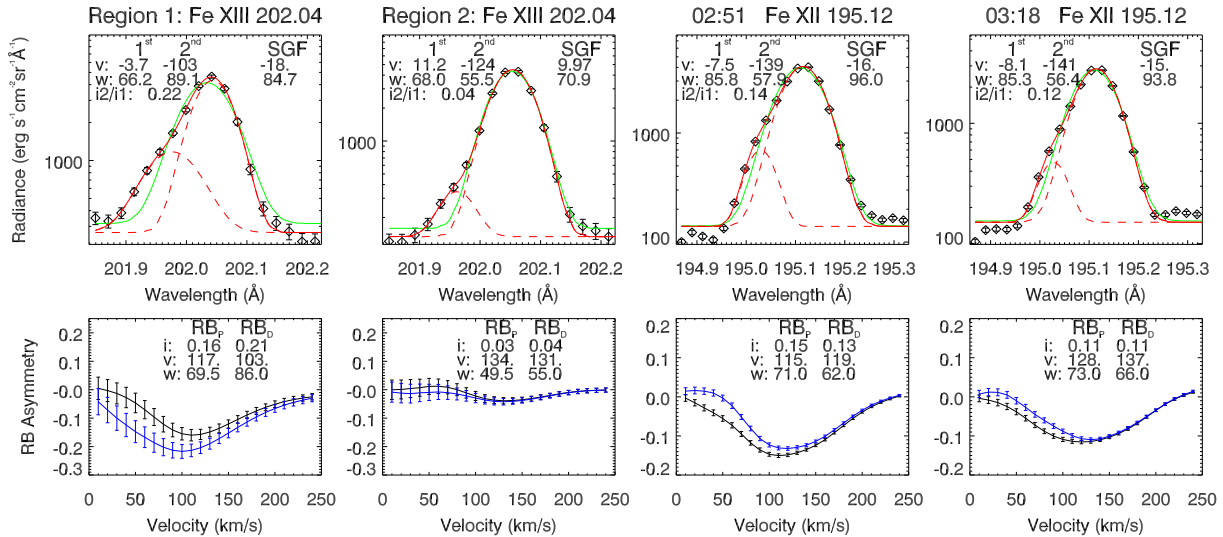 Region 1: Fe XIII 202.04
1st 2nd SGF
v: -3.7 -103 -18.
w: 66.2 89.1 84.7
i2/i1: 0.22
1000
Radiance (erg s-1cm-2sr-1Å-1)
201.9 202.0 202.1 202.2
Wavelength (Å)
Region 2: Fe XIII 202.04
1st 2nd SGF
v: 11.2 -124 9.97
w: 68.0 55.5 70.9
i2/i1: 0.04
1000
201.9 202.0 202.1 202.2
Wavelength (Å)
02:51 Fe XII 195.12
1st 2nd SGF
v: -7.5 -139 -16.
w: 85.8 57.9 96.0
i2/i1: 0.14
1000
100
194.9 195.0 195.1 195.2 195.3
Wavelength (Å)
03:18 Fe XII 195.12
1st 2nd SGF
v: -8.1 -141 -15.
w: 85.3 56.4 93.8
i2/i1: 0.12
1000
100
194.9 195.0 195.1 195.2 195.3
Wavelength (Å)
RBP RBD
i: 0.16 0.21
v: 117. 103.
w: 69.5 86.0
0.2
0.1
-0.0
-0.1
-0.2
-0.3
RB Asymmetry
0 50 100 150 200 250
Velocity (km/s)
RBP RBD
i: 0.03 0.04
v: 134. 131.
w: 49.5 55.0
0.2
0.1
-0.0
-0.1
-0.2
-0.3
0 50 100 150 200 250
Velocity (km/s)
RBP RBD
i: 0.15 0.13
v: 115. 119.
w: 71.0 62.0
0.2
0.1
0.0
-0.1
-0.2
0 50 100 150 200 250
Velocity (km/s)
RBP RBD
i: 0.11 0.11
v: 128. 137.
w: 73.0 66.0
0.2
0.1
0.0
-0.1
-0.2
0 50 100 150 200 250
Velocity (km/s)